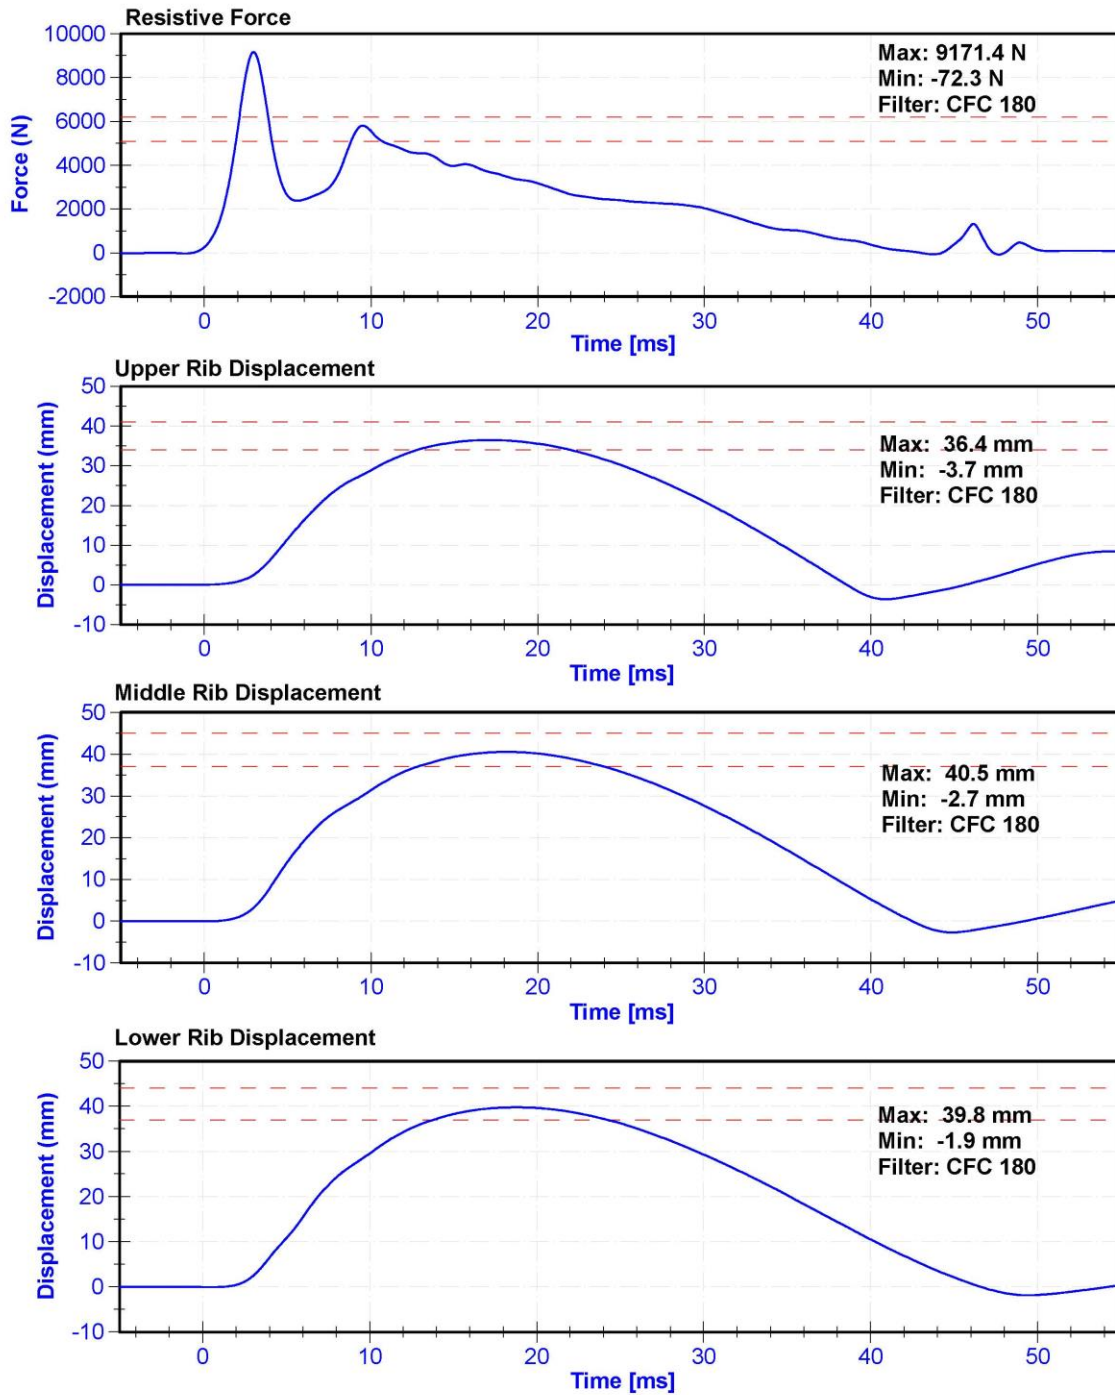 Resistive Force
Max: 9171.4 N
Min: -72.3 N
Filter: CFC 180
Force (N)
10000
8000
6000
4000
2000
0
-2000
0 10 20 30 40 50
Time [ms]
Upper Rib Displacement
Max: 36.4 mm
Min: -3.7 mm
Filter: CFC 180
Displacement (mm)
50
40
30
20
10
0
-10
0 10 20 30 40 50
Time [ms]
Middle Rib Displacement
Max: 40.5 mm
Min: -2.7 mm
Filter: CFC 180
Displacement (mm)
50
40
30
20
10
0
-10
0 10 20 30 40 50
Time [ms]
Lower Rib Displacement
Max: 39.8 mm
Min: -1.9 mm
Filter: CFC 180
Displacement (mm)
50
40
30
20
10
0
-10
0 10 20 30 40 50
Time [ms]